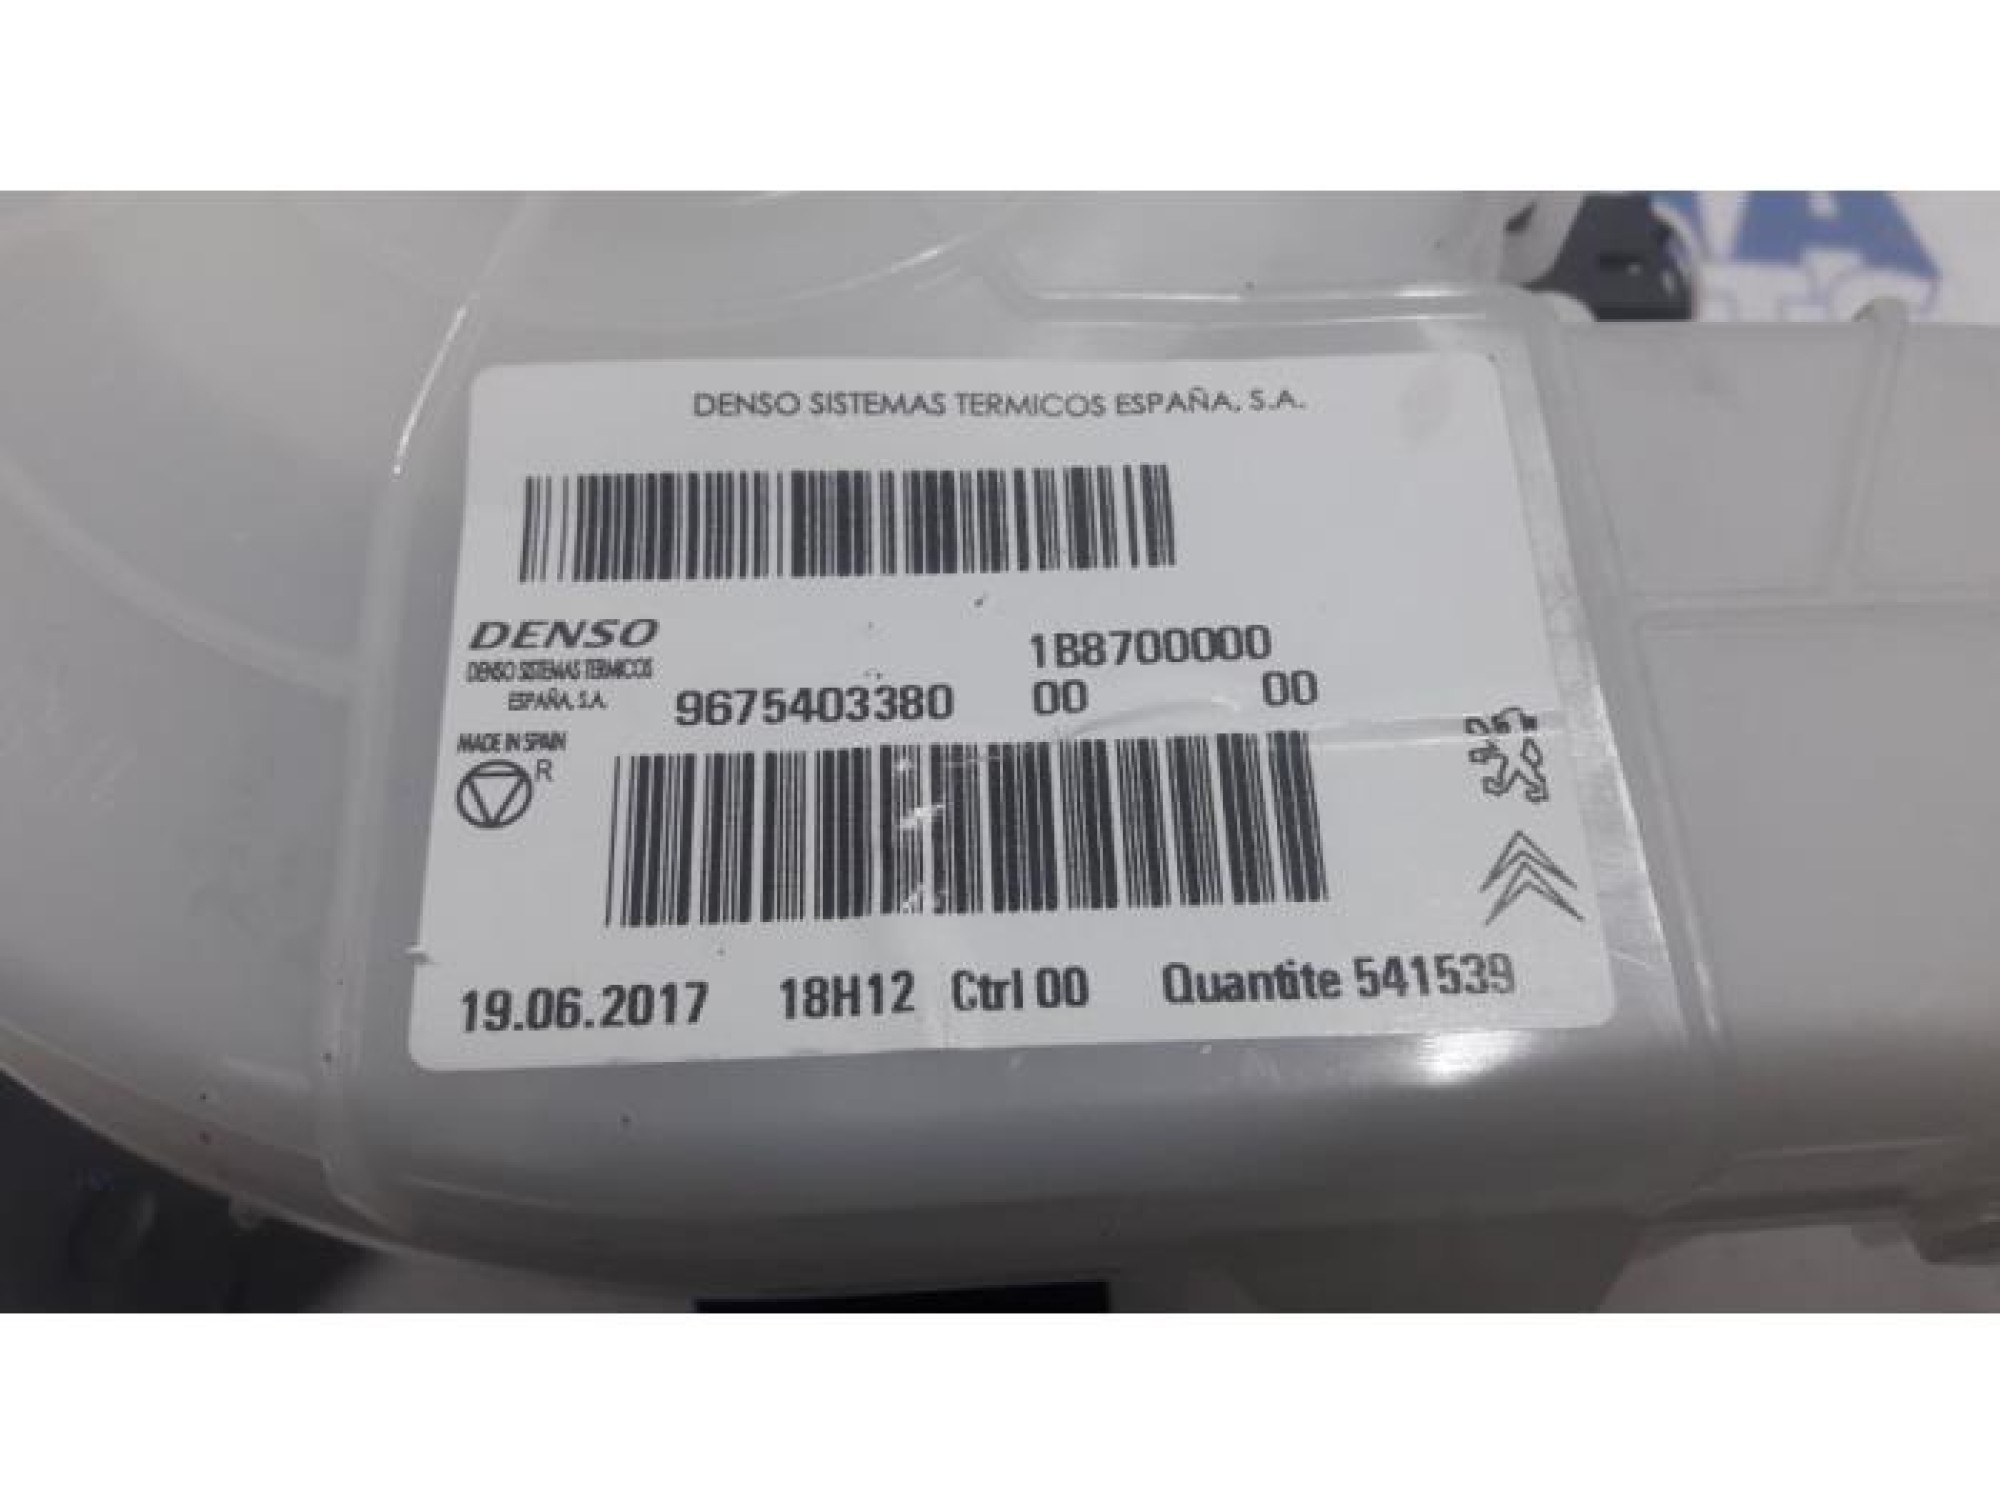 DENSO SISTEMAS TERMICOS ESPAÑA, S.A.
DENSO
DENSO SISTEMAS TERMICOS
ESPAÑA, S.A.
1B8700000
9675403380 00 00
MADE IN SPAIN
R
19.06.2017 18H12 Ctrl 00 Quantite 541539